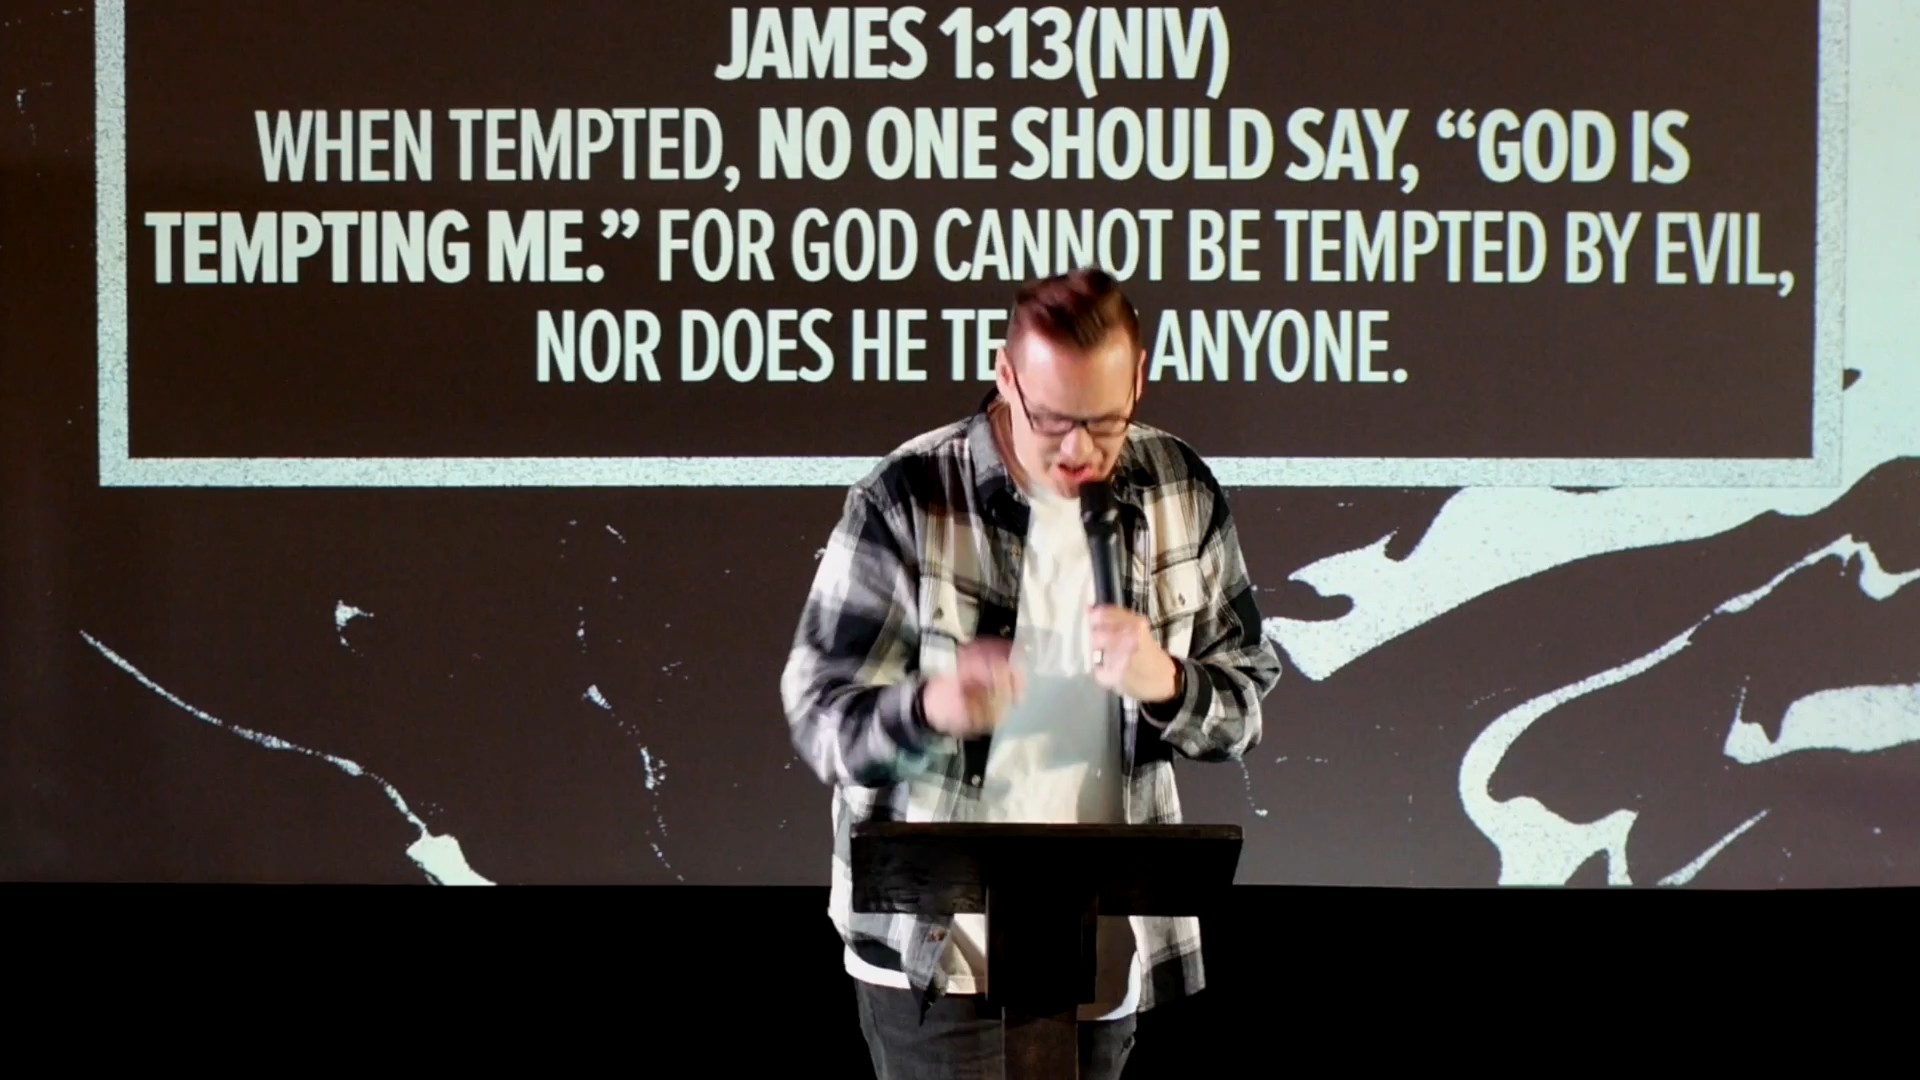 JAMES 1:13(NIV)
WHEN TEMPTED, NO ONE SHOULD SAY, “GOD IS
TEMPTING ME.” FOR GOD CANNOT BE TEMPTED BY EVIL,
NOR DOES HE ANYONE.